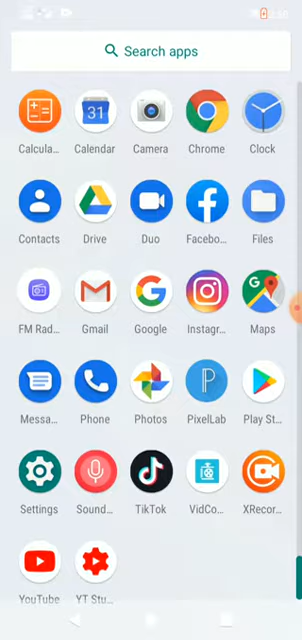 Search apps
31
Calcula... Calendar Camera Chrome Clock
Contacts Drive Duo Facebo... Files
FM Rad... Gmail Google Instagr... Maps
Messa... Phone Photos PixelLab Play St...
Settings Sound... TikTok VidCo... XRecor...
YouTube YT Stu...